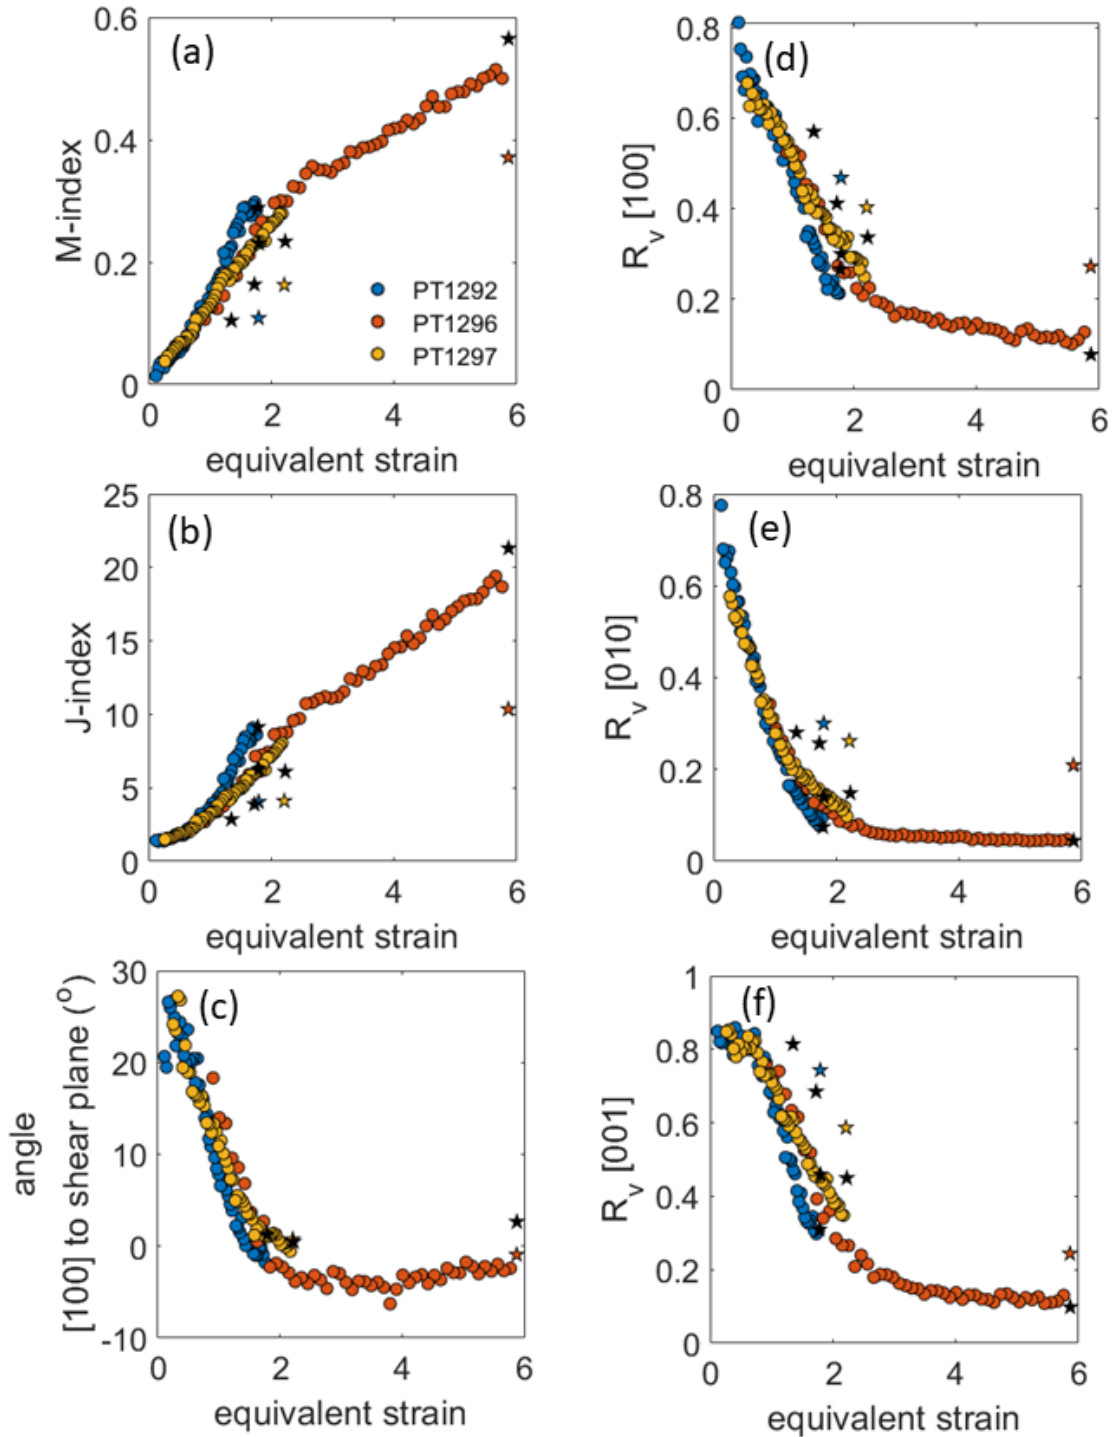 (a)
M-index
0.6
0.4
0.2
0
PT1292
PT1296
PT1297
0 2 4 6
equivalent strain
(d)
R_v [100]
0.8
0.6
0.4
0.2
0
0 2 4 6
equivalent strain
(b)
J-index
25
20
15
10
5
0
0 2 4 6
equivalent strain
(e)
R_v [010]
0.8
0.6
0.4
0.2
0
0 2 4 6
equivalent strain
(c)
angle
[100] to shear plane (°)
30
20
10
0
-10
0 2 4 6
equivalent strain
(f)
R_v [001]
1
0.8
0.6
0.4
0.2
0
0 2 4 6
equivalent strain